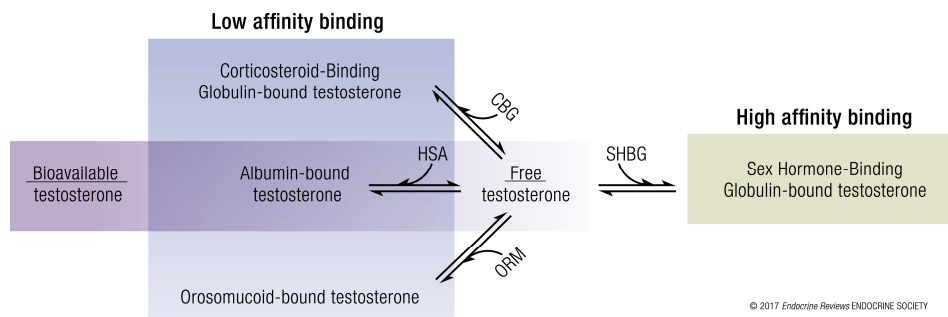 Low affinity binding
Corticosteroid-Binding
Globulin-bound testosterone
CBG
High affinity binding
Bioavailable
testosterone
Albumin-bound
testosterone
HSA
Free
testosterone
SHBG
Sex Hormone-Binding
Globulin-bound testosterone
ORM
Orosomucoid-bound testosterone
© 2017 Endocrine Reviews ENDOCRINE SOCIETY